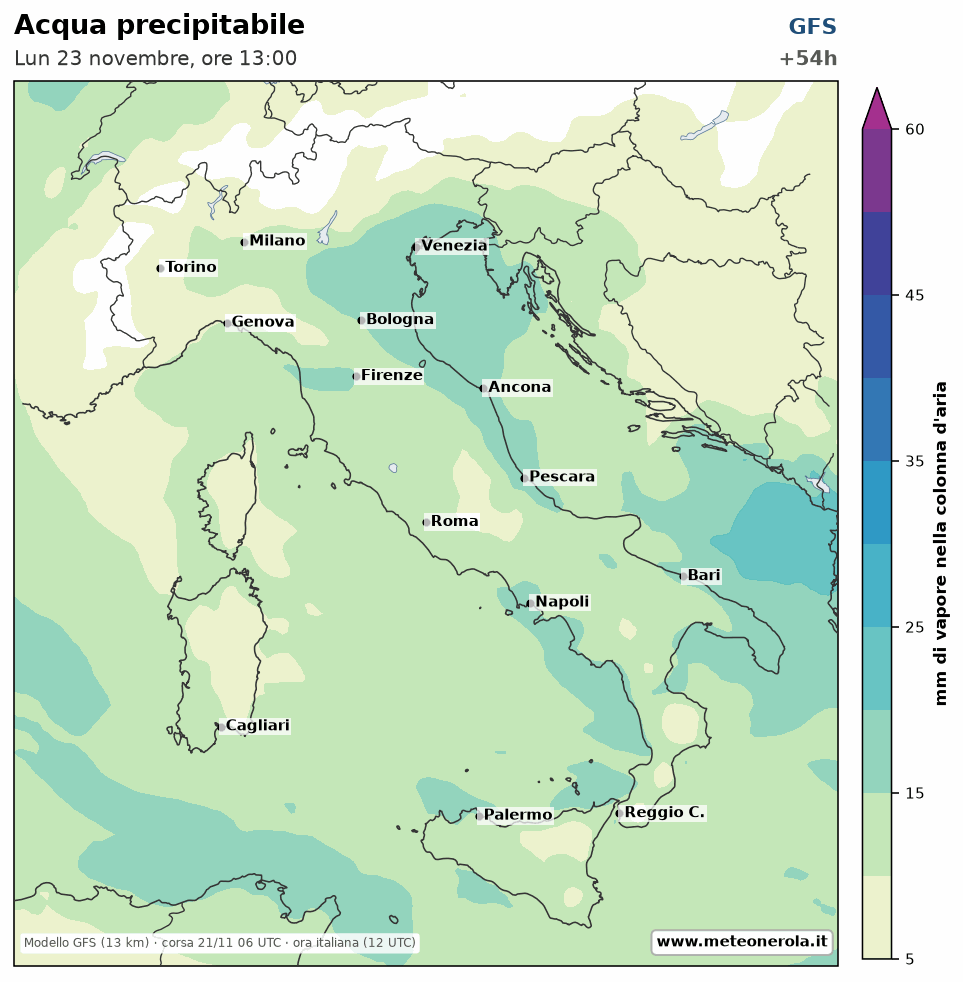 Acqua precipitabile
GFS
Lun 23 novembre, ore 13:00
+54h
60
45
35
25
15
5
mm di vapore nella colonna d'aria
Milano
Venezia
Torino
Genova
Bologna
Firenze
Ancona
Pescara
Roma
Bari
Napoli
Cagliari
Palermo
Reggio C.
Modello GFS (13 km) · corsa 21/11 06 UTC · ora italiana (12 UTC)
www.meteonerola.it